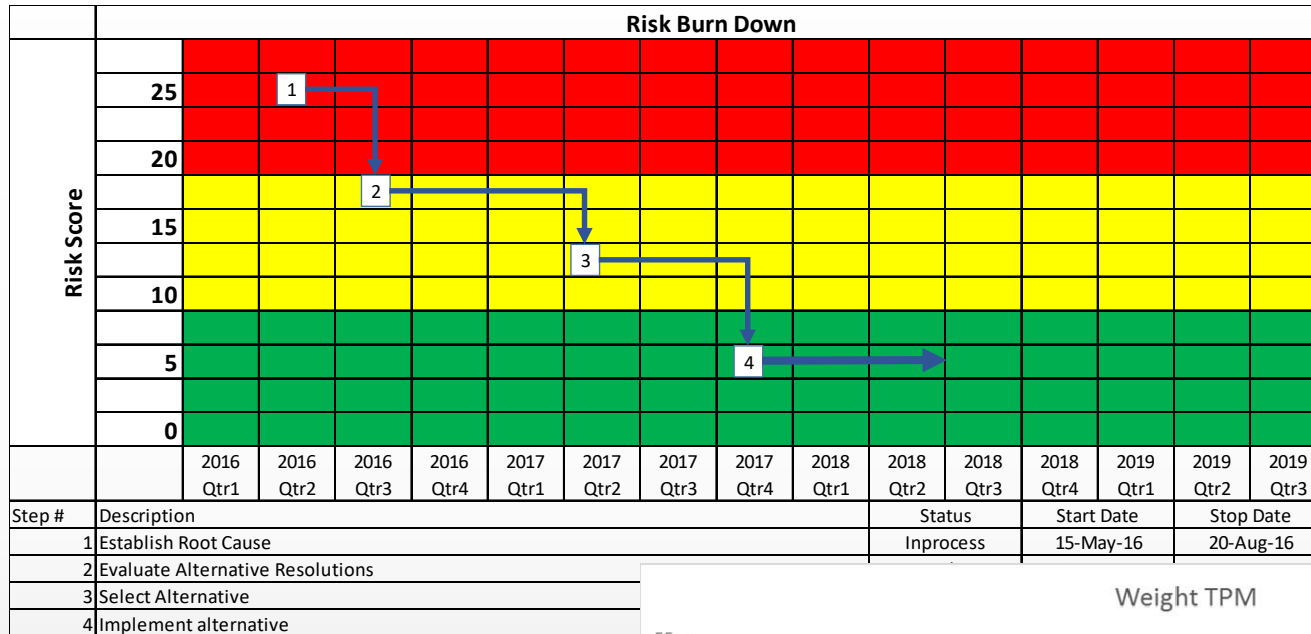 Risk Burn Down
Risk Score
25
20
15
10
5
0
1
2
3
4
2016 2016 2016 2016 2017 2017 2017 2017 2018 2018 2018 2018 2019 2019 2019
Qtr1 Qtr2 Qtr3 Qtr4 Qtr1 Qtr2 Qtr3 Qtr4 Qtr1 Qtr2 Qtr3 Qtr4 Qtr1 Qtr2 Qtr3
Step # Description Status Start Date Stop Date
1 Establish Root Cause Inprocess 15-May-16 20-Aug-16
2 Evaluate Alternative Resolutions
3 Select Alternative
Weight TPM
4 Implement alternative